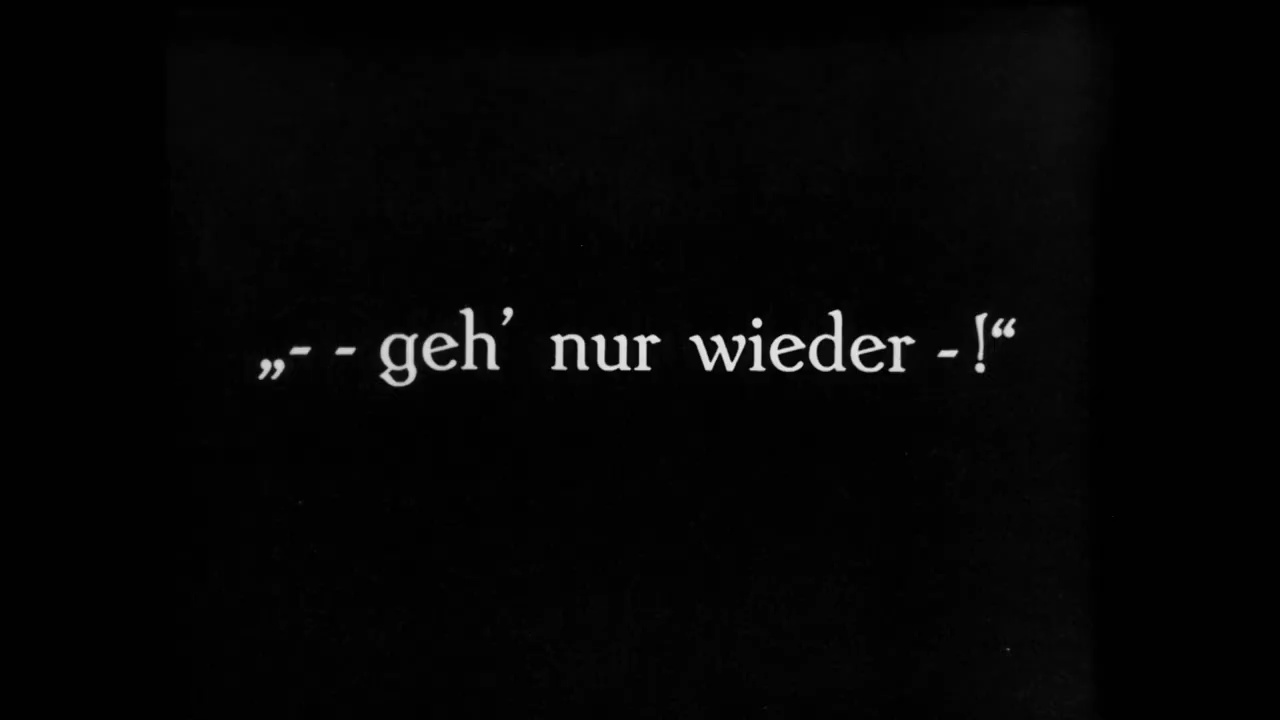 „- - geh’ nur wieder -!“